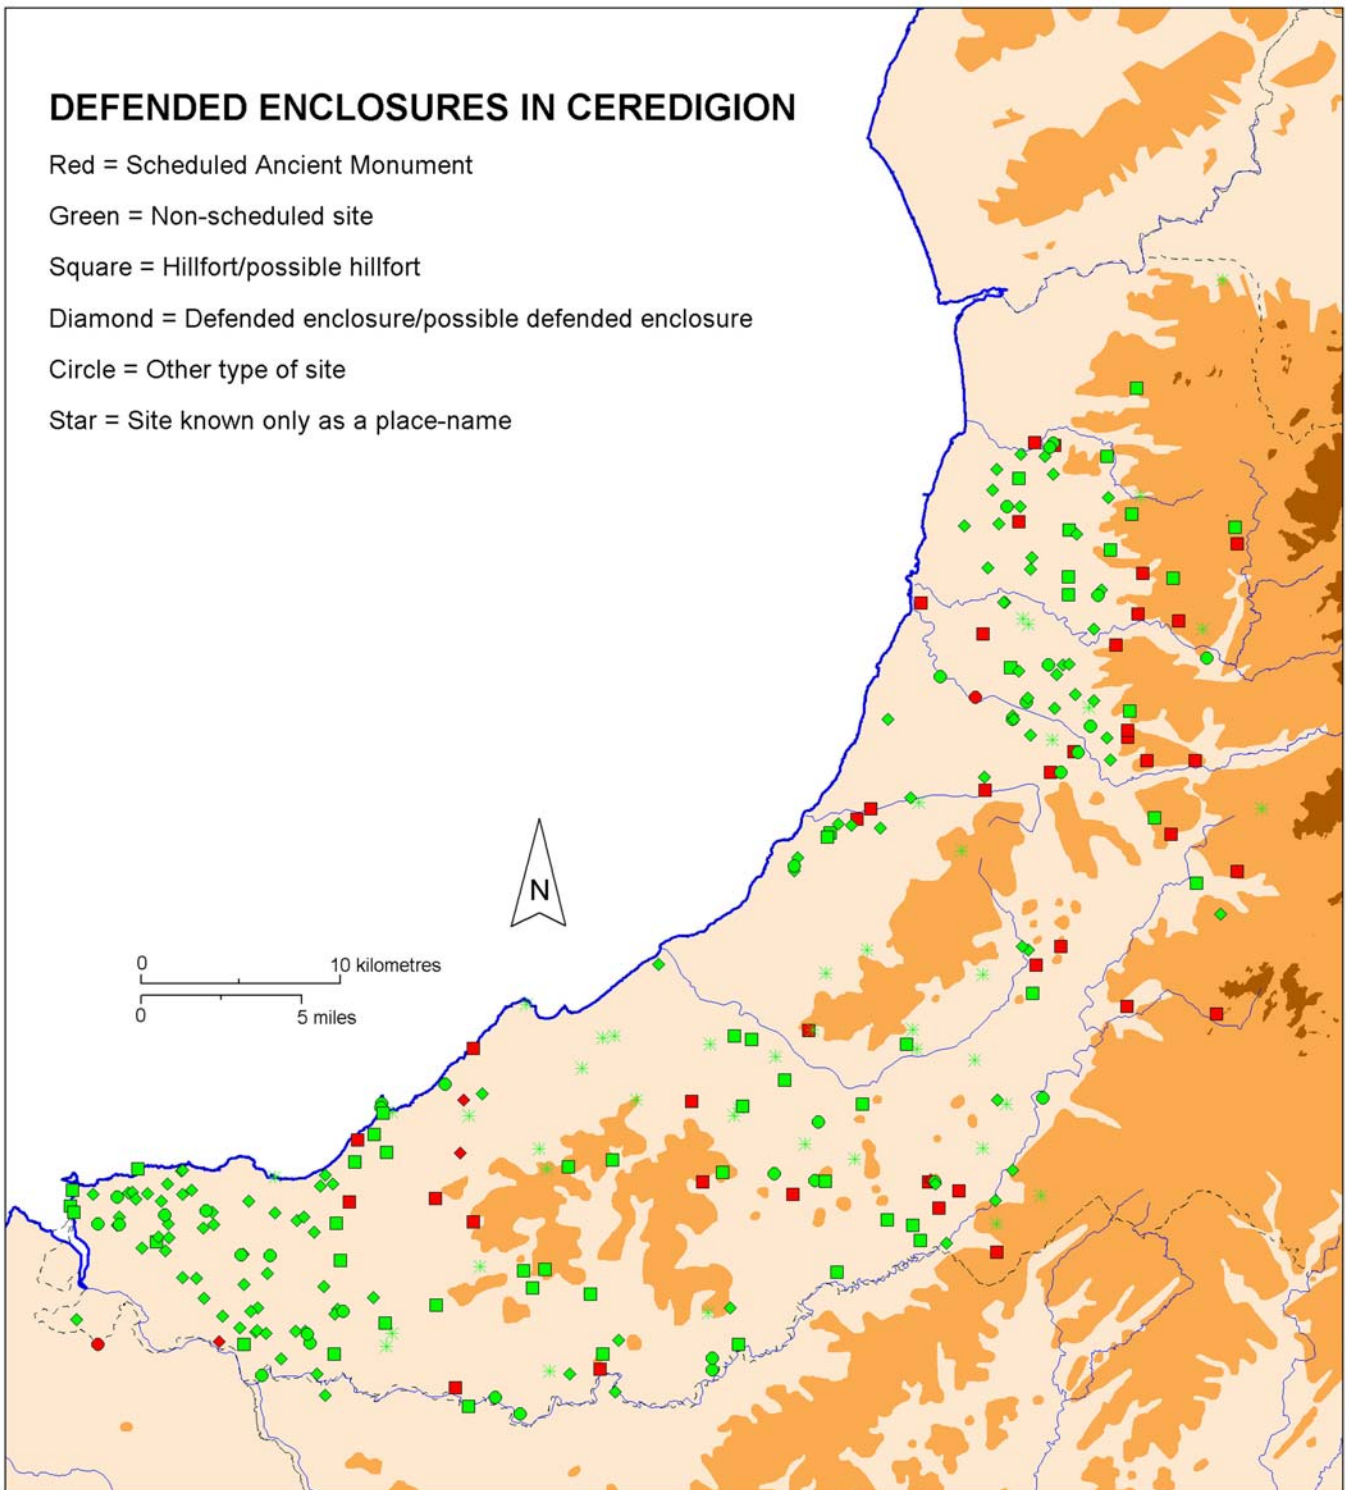 DEFENDED ENCLOSURES IN CEREDIGION
Red = Scheduled Ancient Monument
Green = Non-scheduled site
Square = Hillfort/possible hillfort
Diamond = Defended enclosure/possible defended enclosure
Circle = Other type of site
Star = Site known only as a place-name
N
0 10 kilometres
0 5 miles